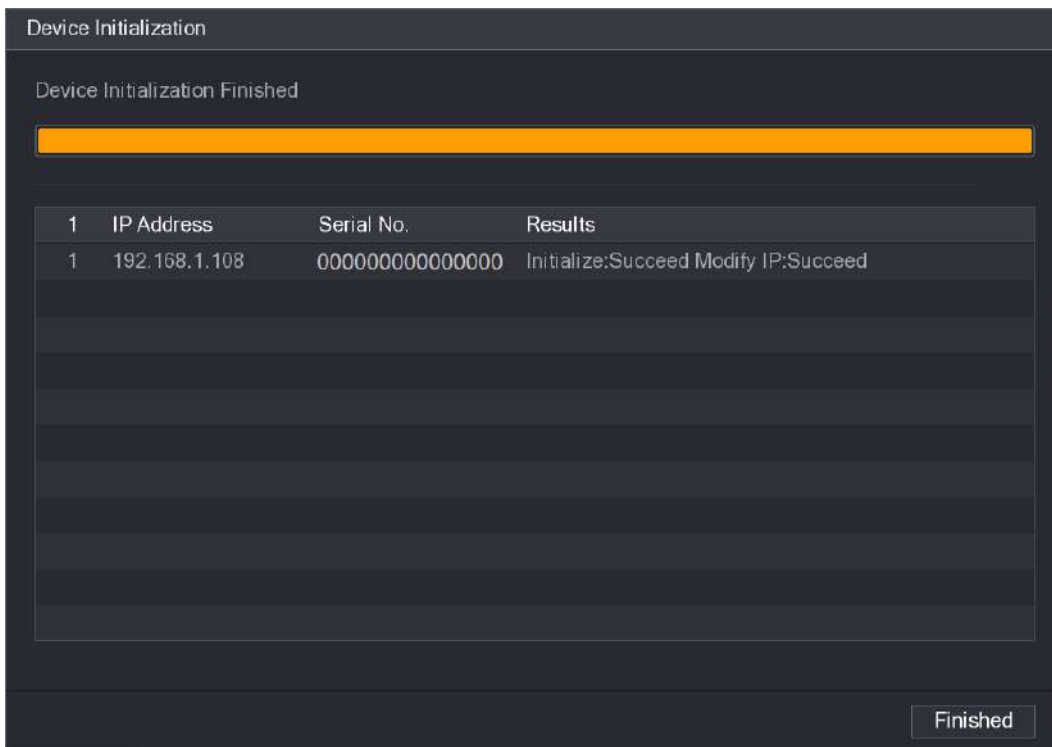 Device Initialization
Device Initialization Finished
1 IP Address Serial No. Results
1 192.168.1.108 000000000000000 Initialize:Succeed Modify IP:Succeed
Finished